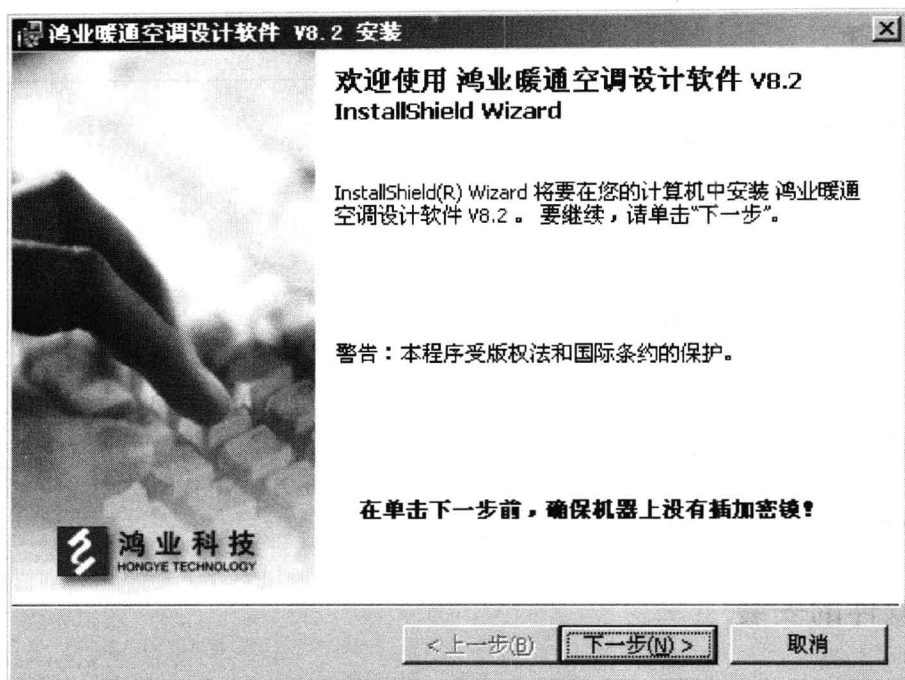 鸿业暖通空调设计软件 V8.2 安装
欢迎使用 鸿业暖通空调设计软件 V8.2
InstallShield Wizard
InstallShield(R) Wizard 将要在您的计算机中安装 鸿业暖通
空调设计软件 V8.2 。 要继续，请单击“下一步”。
警告：本程序受版权法和国际条约的保护。
在单击下一步前，确保机器上没有插加密锁！
鸿业科技
HONGYE TECHNOLOGY
< 上一步(B)
下一步(N) >
取消